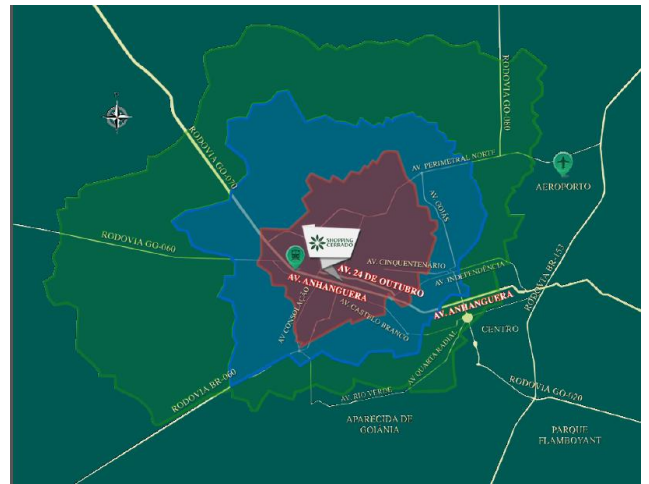 RODOVIA GO-080
RODOVIA GO-070
AV. PERIMETRAL NORTE
AEROPORTO
AV GOIÁS
RODOVIA GO-060
SHOPPING
CERRADO
AV. CINQUENTENÁRIO
AV. 24 DE OUTUBRO
AV. INDEPENDÊNCIA
RODOVIA BR-153
AV. ANHANGUERA
AV. ANHANGUERA
AV CONSOLAÇÃO
AV CASTELO BRANCO
CENTRO
AV QUARTA RADIAL
RODOVIA BR-060
AV. RIO VERDE
RODOVIA GO-020
APARECIDA DE
GOIÂNIA
PARQUE
FLAMBOYANT